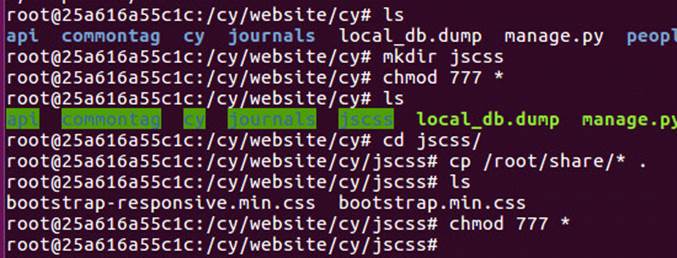 root@25a616a55c1c:/cy/website/cy# ls
api commontag cy journals local_db.dump manage.py peopl
root@25a616a55c1c:/cy/website/cy# mkdir jscss
root@25a616a55c1c:/cy/website/cy# chmod 777 *
root@25a616a55c1c:/cy/website/cy# ls
api commontag cy journals jscss local_db.dump manage.py
root@25a616a55c1c:/cy/website/cy# cd jscss/
root@25a616a55c1c:/cy/website/cy/jscss# cp /root/share/* .
root@25a616a55c1c:/cy/website/cy/jscss# ls
bootstrap-responsive.min.css bootstrap.min.css
root@25a616a55c1c:/cy/website/cy/jscss# chmod 777 *
root@25a616a55c1c:/cy/website/cy/jscss#